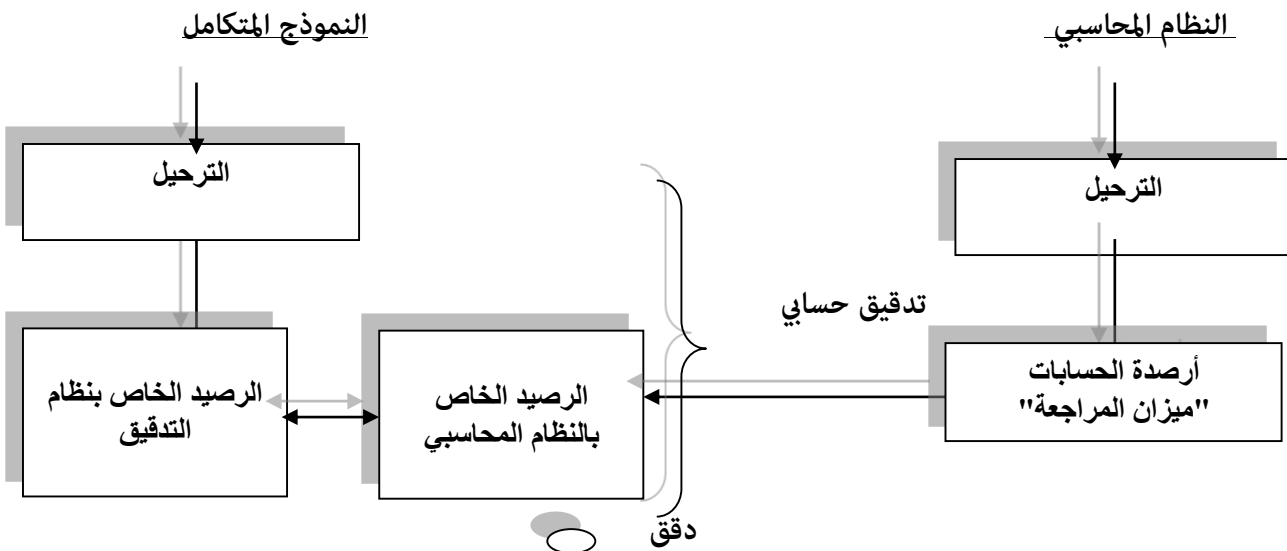 النظام المحاسبي
النموذج المتكامل
الترحيل
الترحيل
تدقيق حسابي
أرصدة الحسابات
"ميزان المراجعة"
الرصيد الخاص
بالنظام المحاسبي
الرصيد الخاص بنظام
التدقيق
دقق